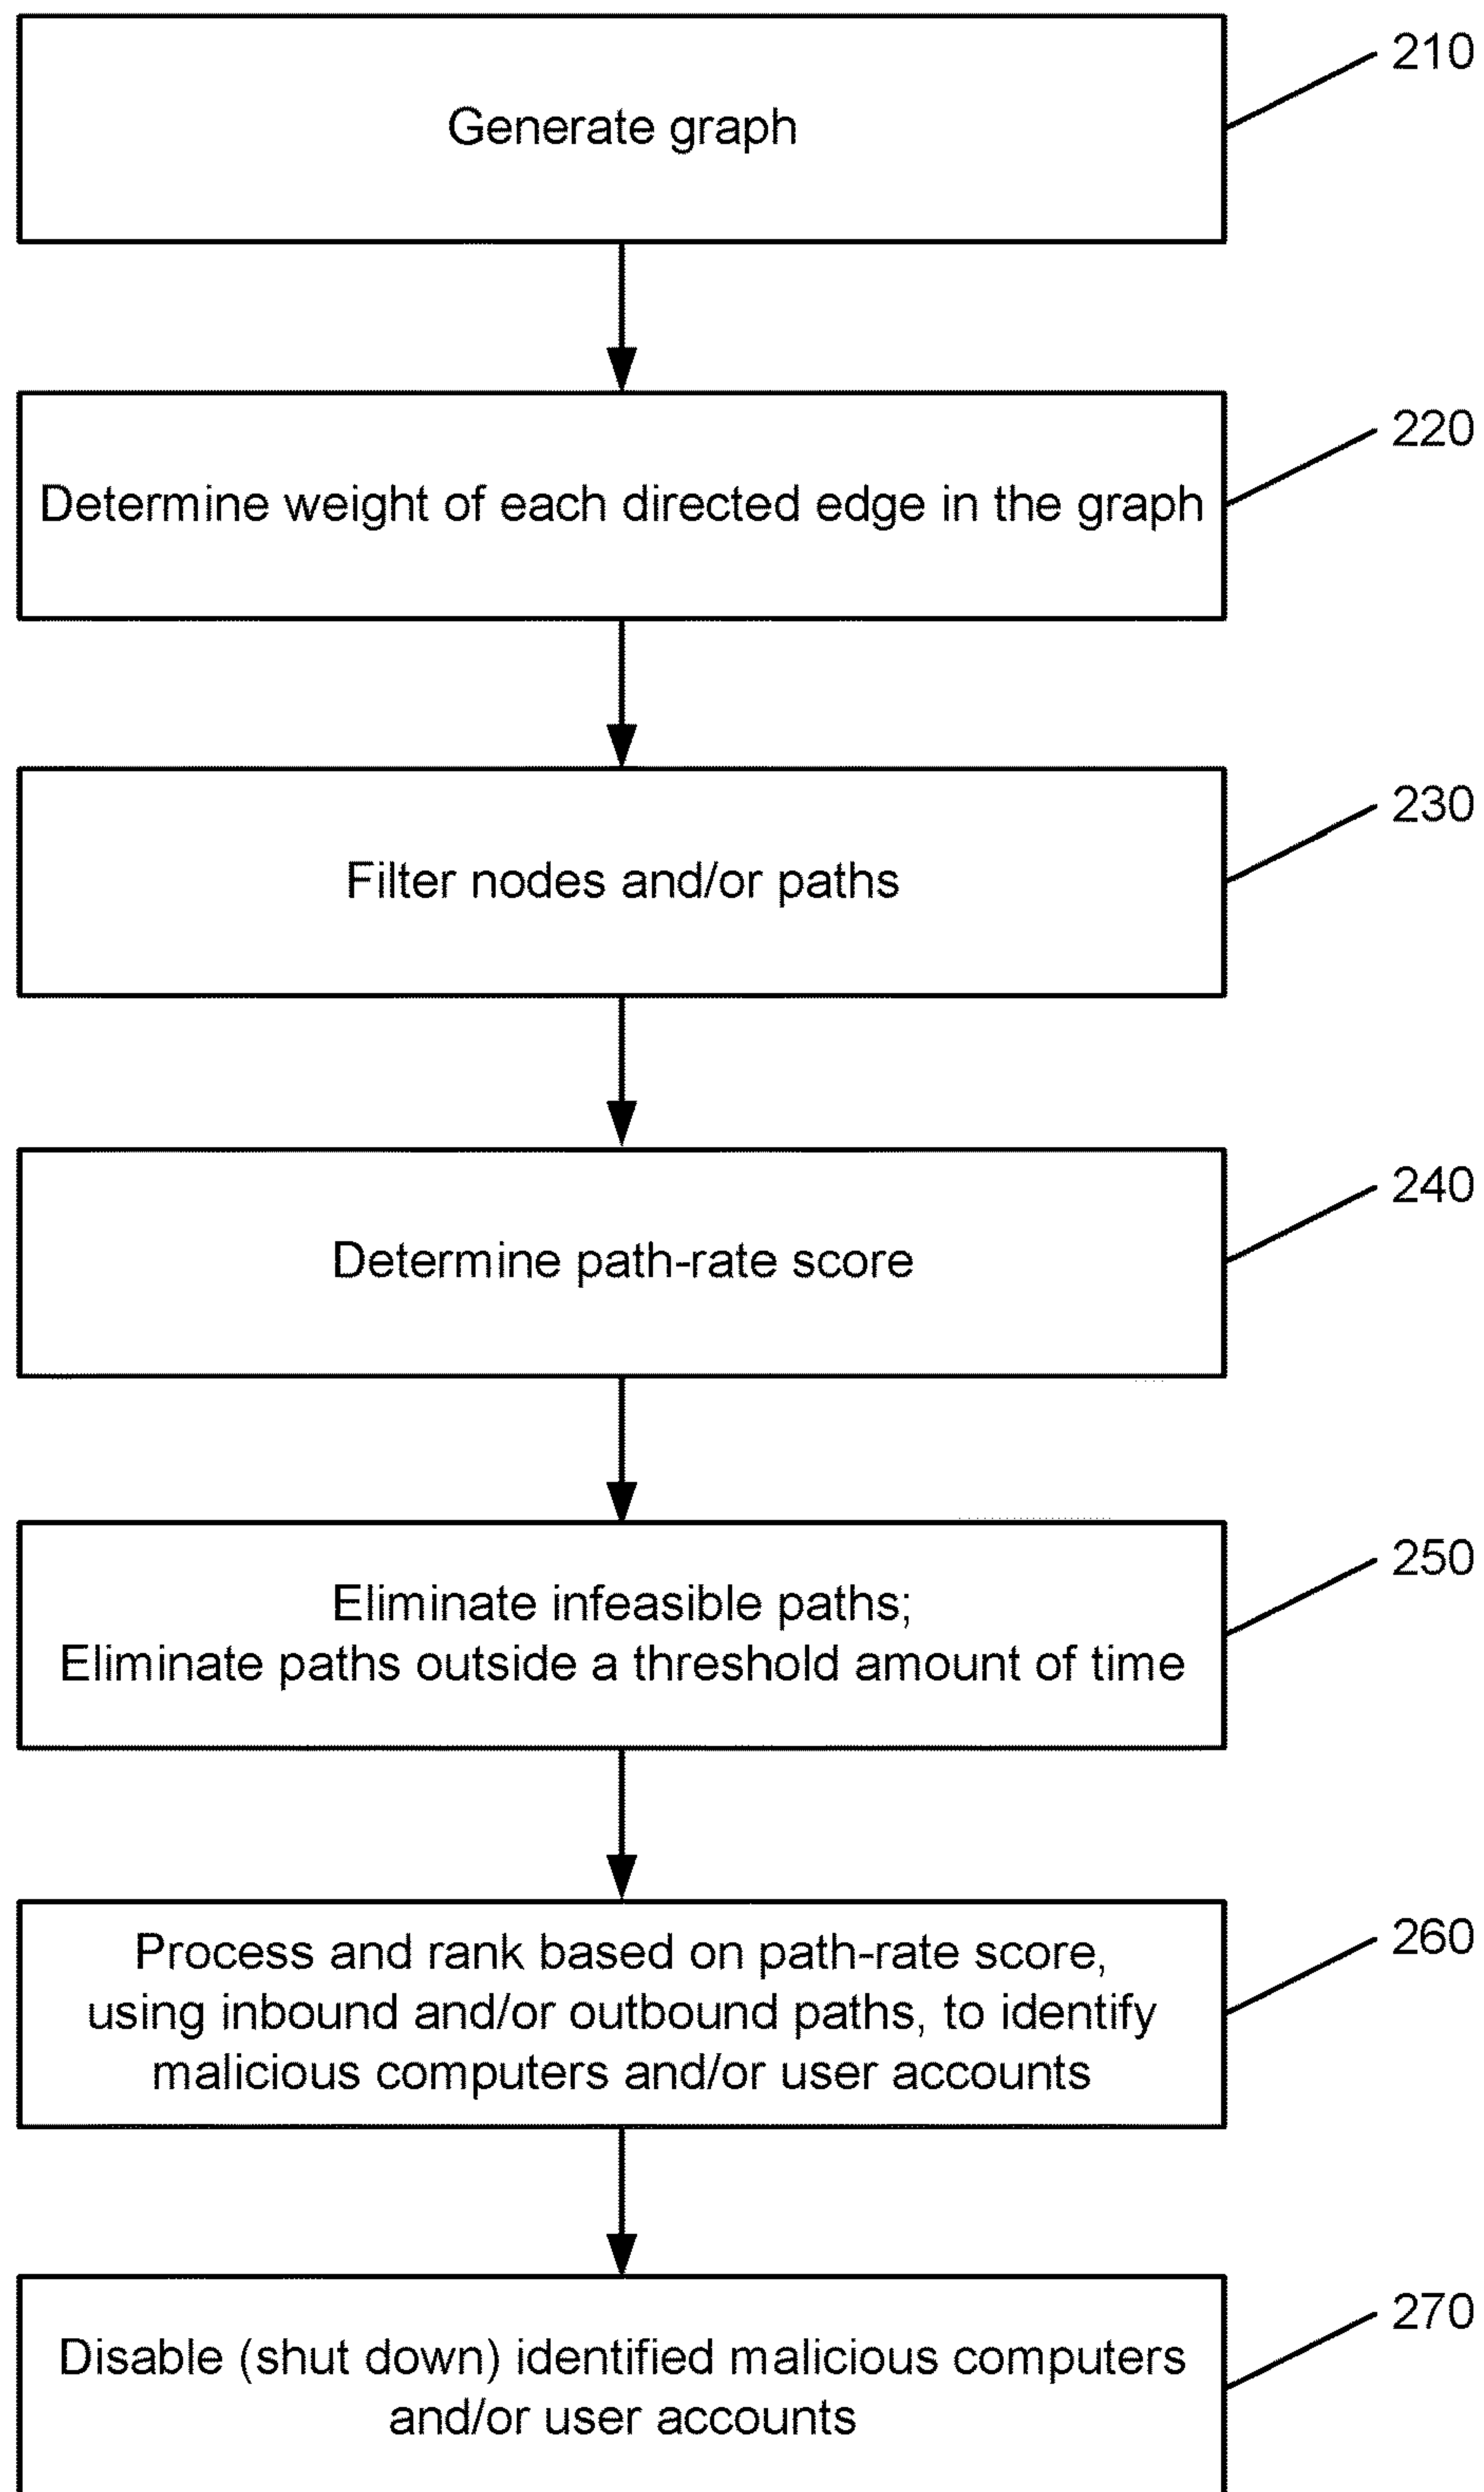 Generate graph
210
Determine weight of each directed edge in the graph
220
Filter nodes and/or paths
230
Determine path-rate score
240
Eliminate infeasible paths;
Eliminate paths outside a threshold amount of time
250
Process and rank based on path-rate score,
using inbound and/or outbound paths, to identify
malicious computers and/or user accounts
260
Disable (shut down) identified malicious computers
and/or user accounts
270